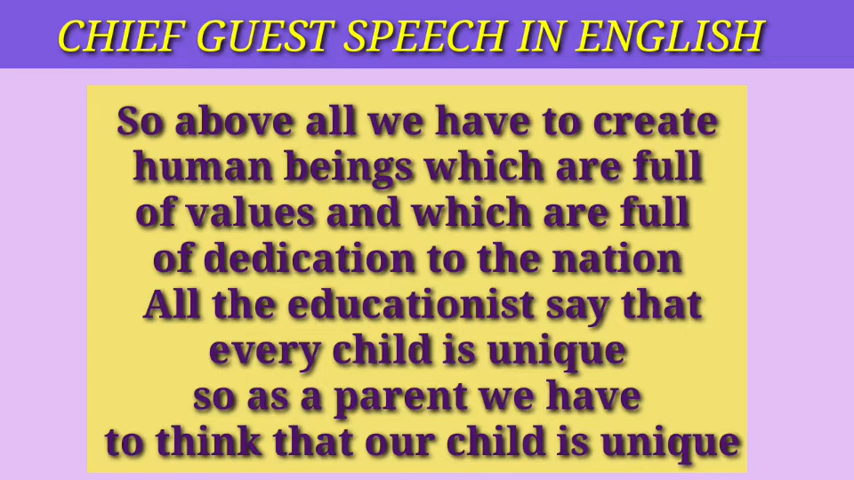 CHIEF GUEST SPEECH IN ENGLISH
So above all we have to create
human beings which are full
of values and which are full
of dedication to the nation
All the educationist say that
every child is unique
so as a parent we have
to think that our child is unique